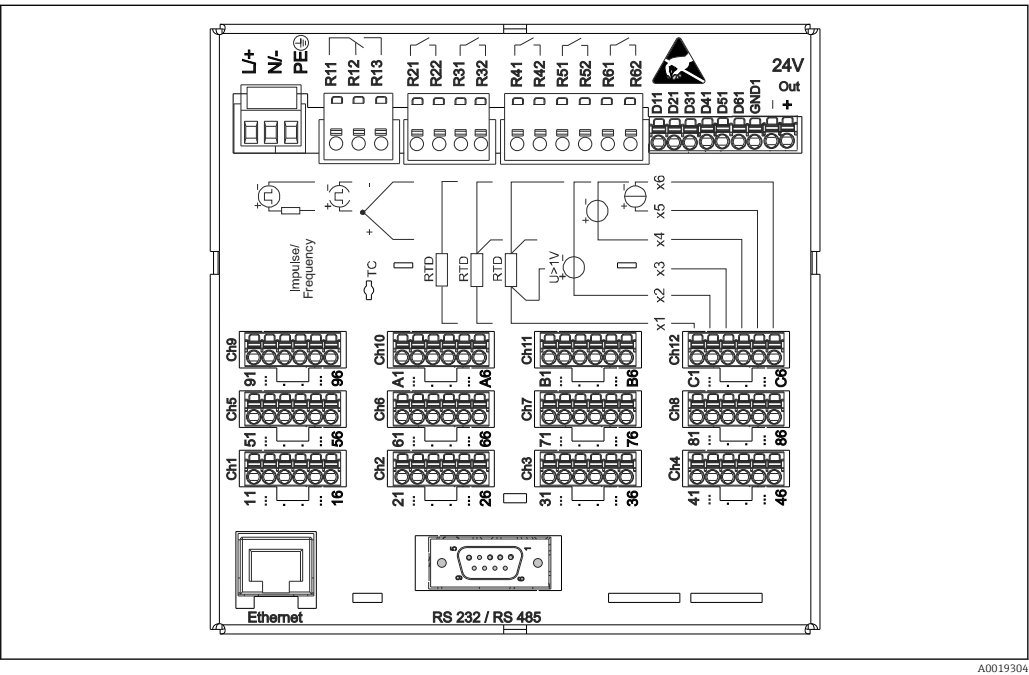 L/+ N/- PE R11 R12 R13 R21 R22 R31 R32 R41 R42 R51 R52 R61 R62 D11 D21 D31 D41 D51 D61 GND1 - +
24V
Out
+ - + - - + Impulse/
Frequency
TC
RTD RTD RTD U>1V + - + - + -
x6
x5
x4
x3
x2
x1
Ch9 Ch10 Ch11 Ch12
91 ... . . ... 96 A1 ... . . ... A6 B1 ... . . ... B6 C1 ... . . ... C6
Ch5 Ch6 Ch7 Ch8
51 ... . . ... 56 61 ... . . ... 66 71 ... . . ... 76 81 ... . . ... 86
Ch1 Ch2 Ch3 Ch4
11 ... . . ... 16 21 ... . . ... 26 31 ... . . ... 36 41 ... . . ... 46
5 1
9 6
Ethernet RS 232 / RS 485
A0019304